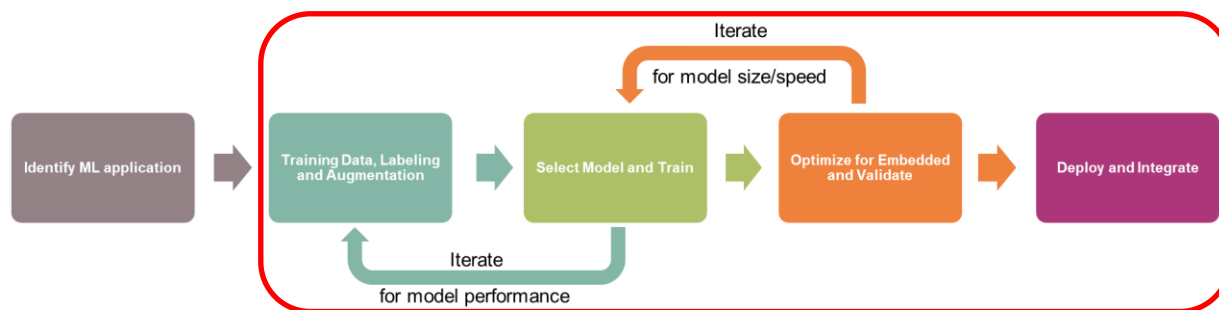 Iterate
for model size/speed
Identify ML application
Training Data, Labeling
and Augmentation
Select Model and Train
Optimize for Embedded
and Validate
Deploy and Integrate
Iterate
for model performance